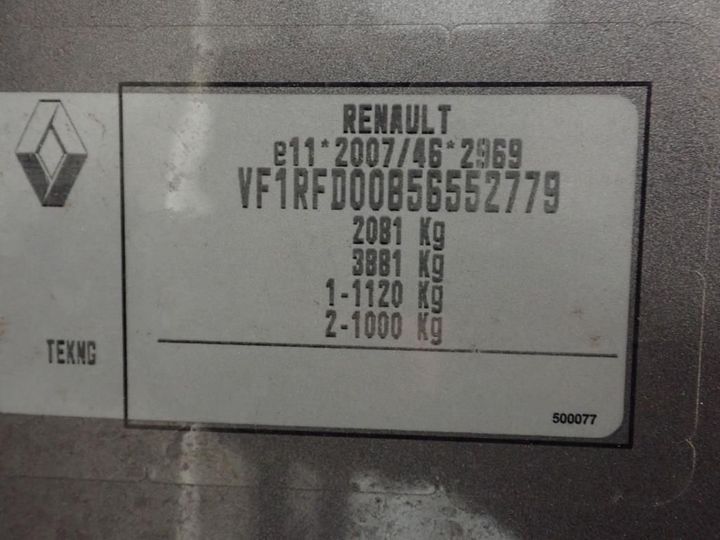 RENAULT
e11*2007/46*2969
VF1RFD00856552779
2081 Kg
3881 Kg
1-1120 Kg
2-1000 Kg
TEKNG
500077